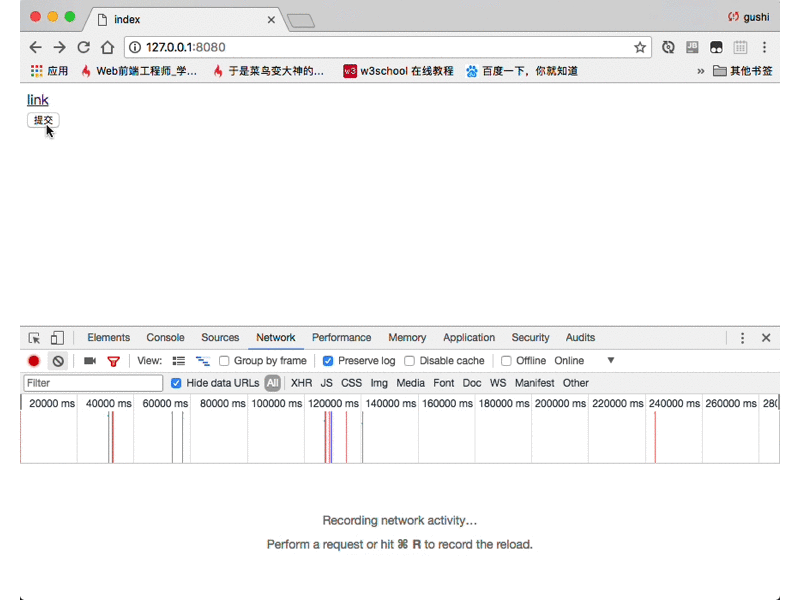 index
gushi
127.0.0.1:8080
应用 Web前端工程师_学... 于是菜鸟变大神的... w3 w3school 在线教程 百度一下，你就知道 » 其他书签
link
提交
Elements Console Sources Network Performance Memory Application Security Audits
View: Group by frame Preserve log Disable cache Offline Online
Filter Hide data URLs All XHR JS CSS Img Media Font Doc WS Manifest Other
20000 ms 40000 ms 60000 ms 80000 ms 100000 ms 120000 ms 140000 ms 160000 ms 180000 ms 200000 ms 220000 ms 240000 ms 260000 ms 280
Recording network activity…
Perform a request or hit ⌘ R to record the reload.